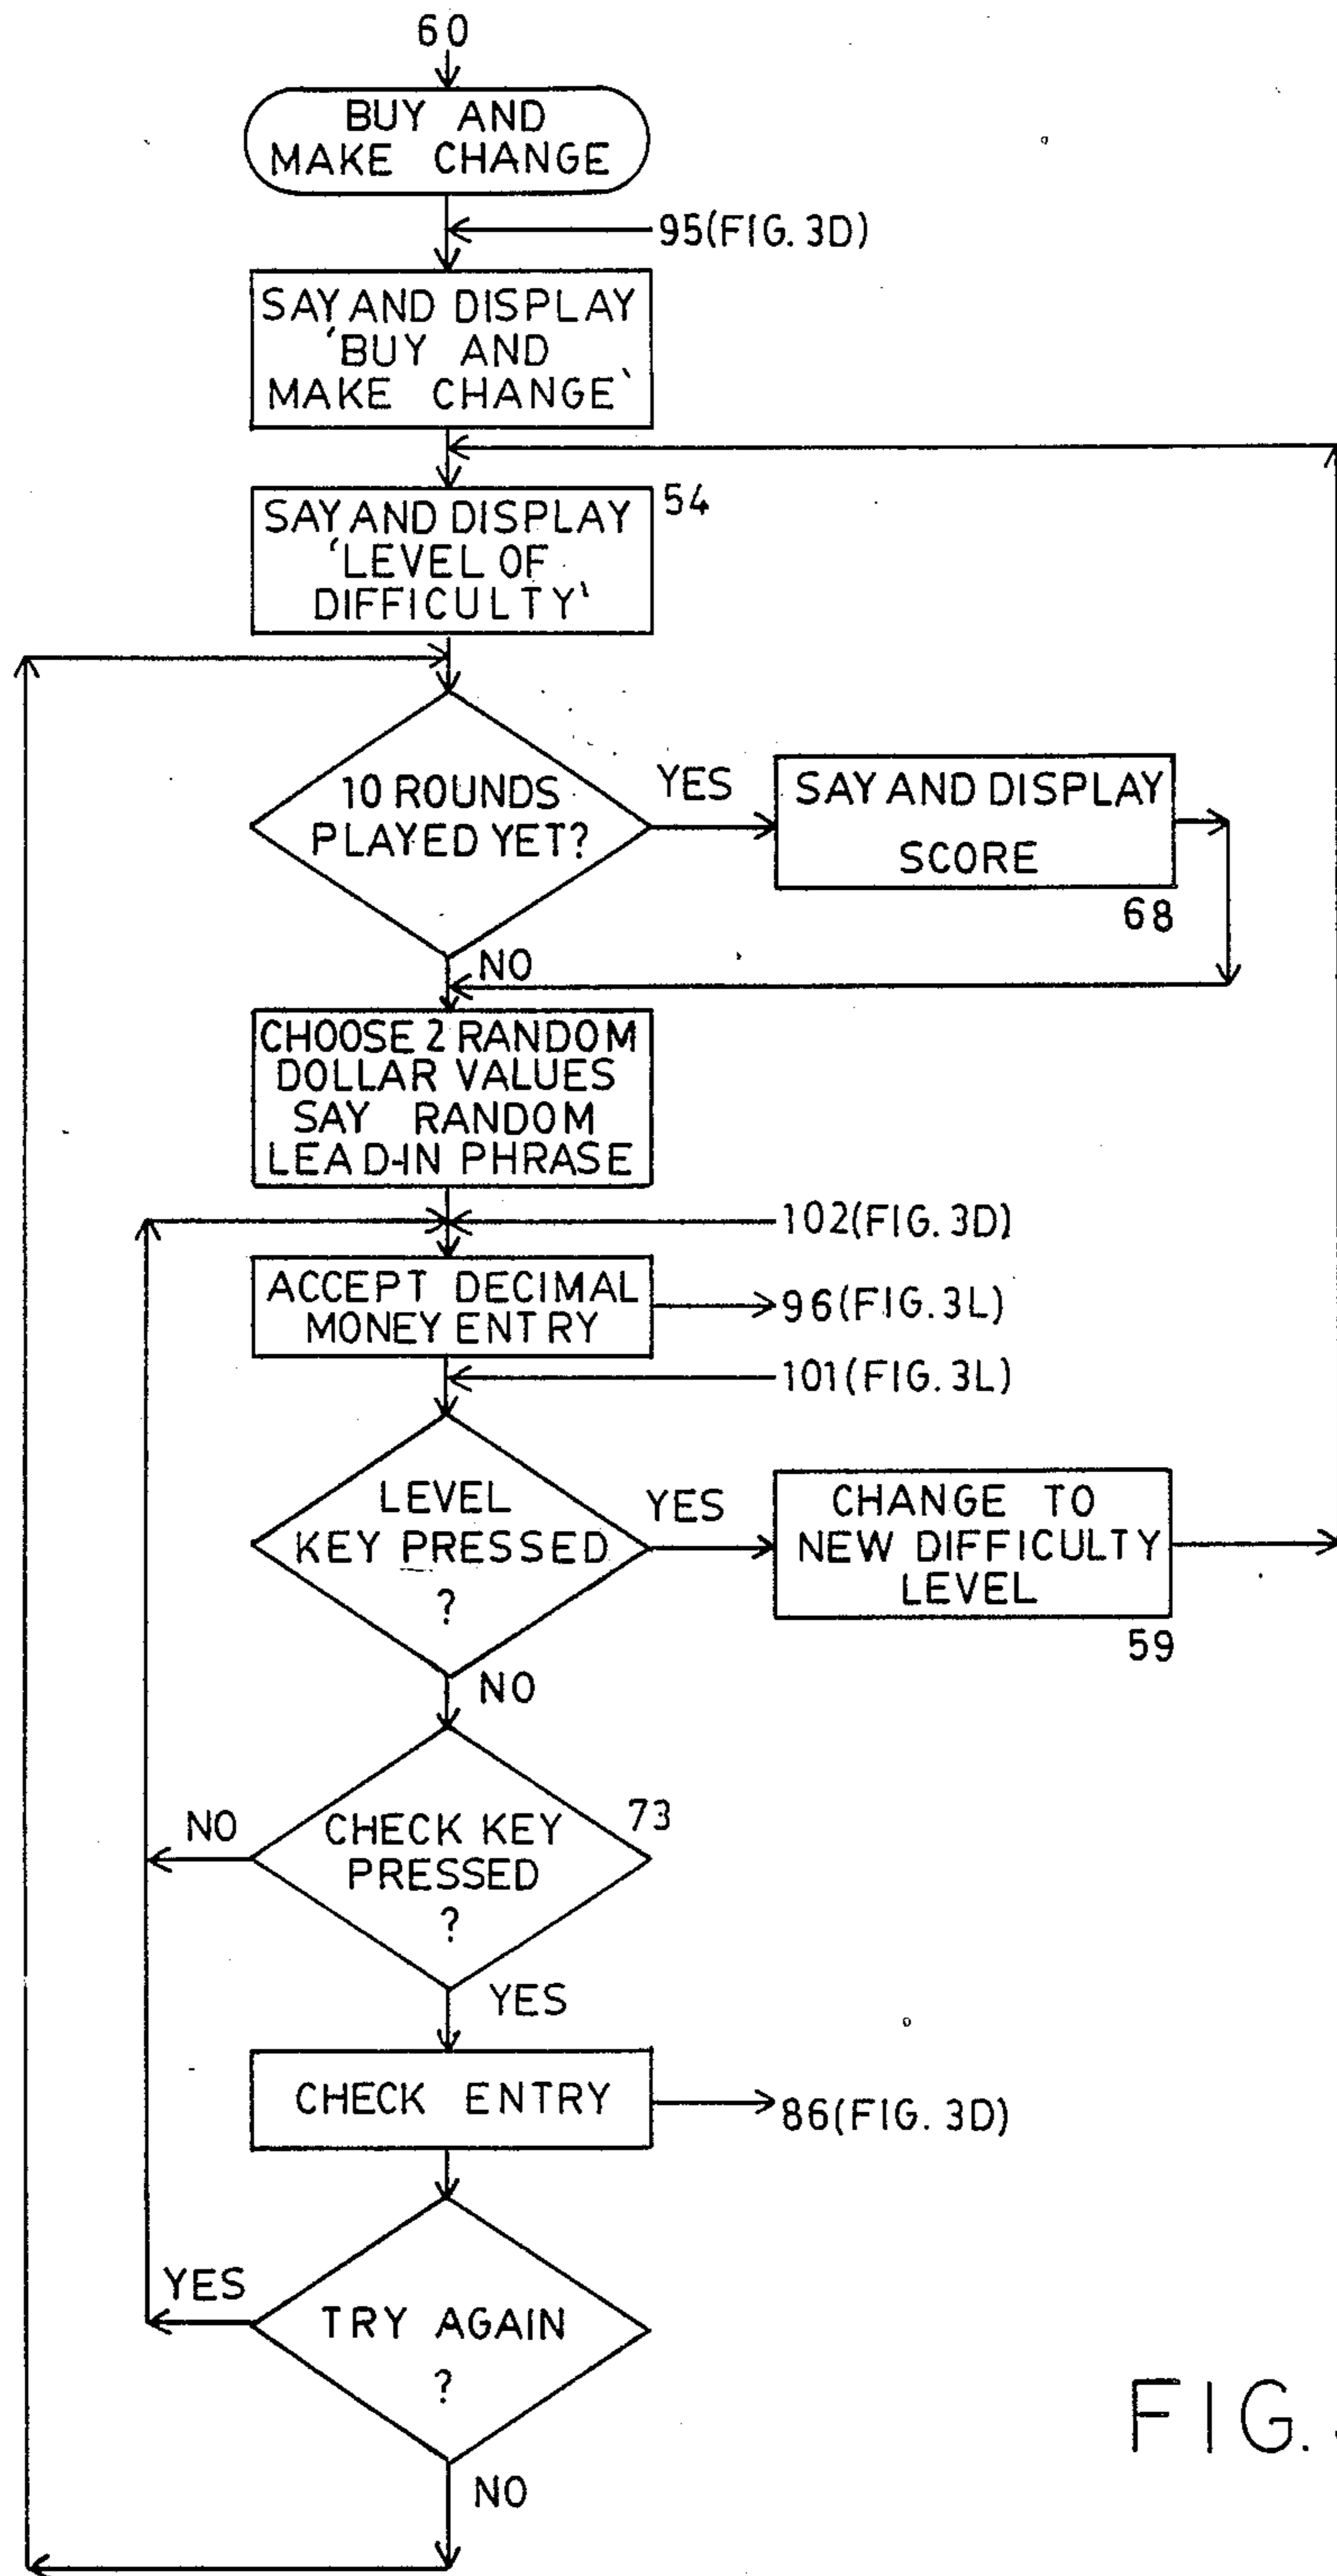 60
BUY AND
MAKE CHANGE
95(FIG. 3D)
SAY AND DISPLAY
'BUY AND
MAKE CHANGE'
54
SAY AND DISPLAY
'LEVEL OF
DIFFICULTY'
10 ROUNDS
PLAYED YET?
YES
SAY AND DISPLAY
SCORE
68
NO
CHOOSE 2 RANDOM
DOLLAR VALUES
SAY RANDOM
LEAD-IN PHRASE
102(FIG. 3D)
ACCEPT DECIMAL
MONEY ENTRY
96(FIG. 3L)
101(FIG. 3L)
LEVEL
KEY PRESSED
?
YES
CHANGE TO
NEW DIFFICULTY
LEVEL
59
NO
CHECK KEY
PRESSED
?
73
NO
YES
CHECK ENTRY
86(FIG. 3D)
TRY AGAIN
?
YES
NO
FIG.